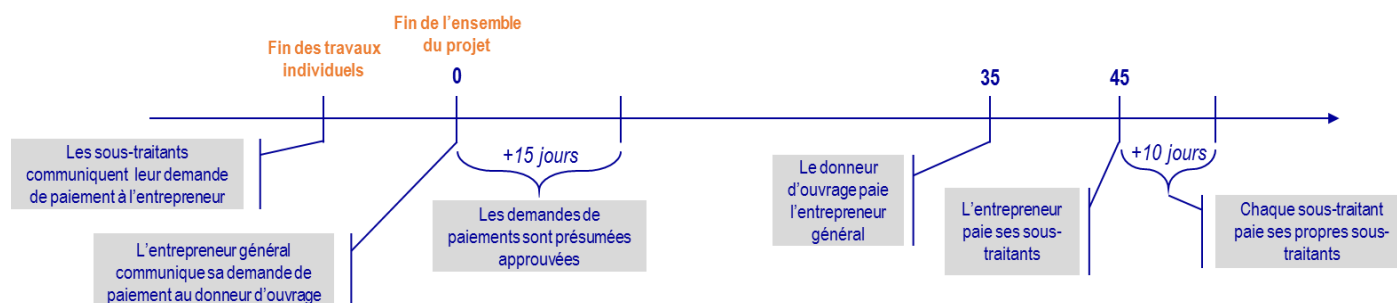 Fin des travaux
individuels
Fin de l'ensemble
du projet
0
35
45
Les sous-traitants
communiquent leur demande
de paiement à l'entrepreneur
L'entrepreneur général
communique sa demande de
paiement au donneur d'ouvrage
+15 jours
Les demandes de
paiements sont présumées
approuvées
Le donneur
d'ouvrage paie
l'entrepreneur
général
L'entrepreneur
paie ses sous-
traitants
+10 jours
Chaque sous-traitant
paie ses propres sous-
traitants